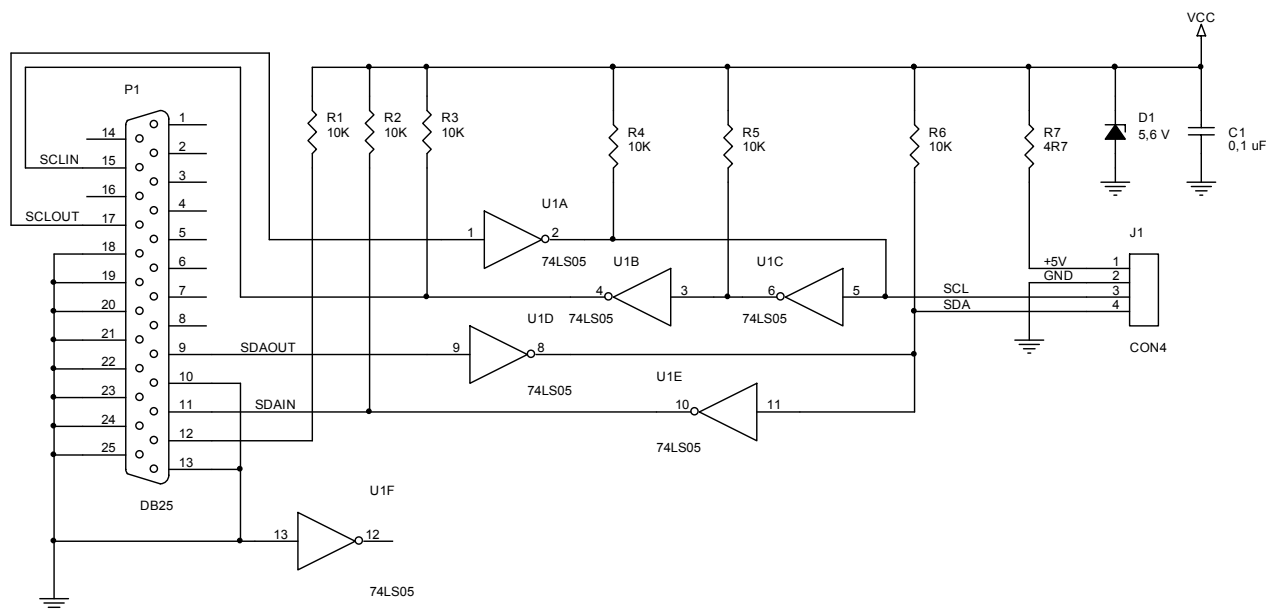 VCC
P1
1
14
2
SCLIN
15
3
16
4
SCLOUT
17
5
18
6
19
7
20
8
21
9
22
10
23
11
24
12
25
13
DB25
R1
10K
R2
10K
R3
10K
R4
10K
R5
10K
R6
10K
R7
4R7
D1
5,6 V
C1
0,1 uF
U1A
1
2
74LS05
U1B
4
3
74LS05
U1C
6
5
74LS05
U1D
SDAOUT
9
8
74LS05
U1E
SDAIN
10
11
74LS05
U1F
13
12
74LS05
J1
+5V
1
GND
2
SCL
3
SDA
4
CON4